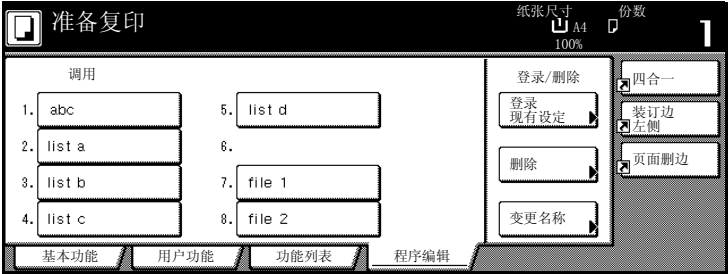 准备复印
纸张尺寸
A4
100%
份数
1
调用
1. abc
2. list a
3. list b
4. list c
5. list d
6.
7. file 1
8. file 2
登录/删除
登录
现有设定
删除
变更名称
四合一
装订边
左侧
页面删边
基本功能
用户功能
功能列表
程序编辑